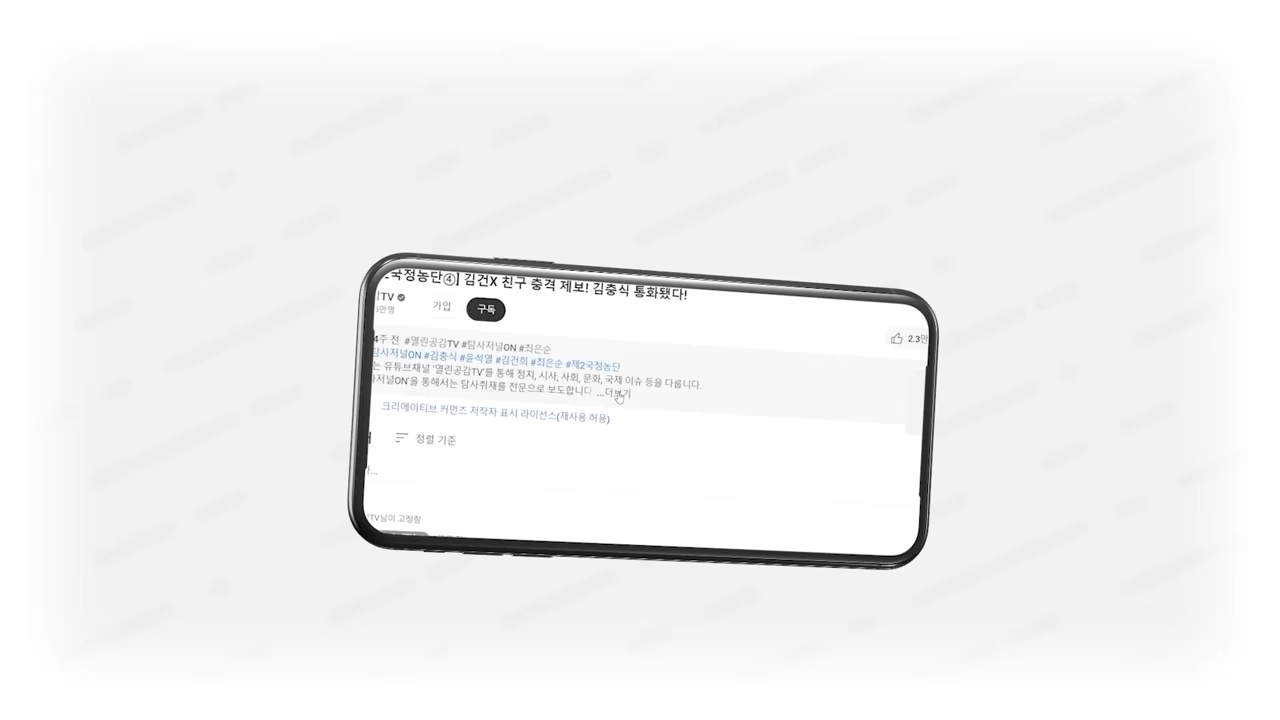 국정농단④] 김건X 친구 충격 제보! 김충식 통화됐다!
TV
만명
가입
구독
2.3만
4주 전 #열린공감TV #탐사저널ON #최은순
탐사저널ON #김충식 #윤석열 #김건희 #최은순 #제2국정농단
는 유튜브채널 '열린공감TV'를 통해 정치, 시사, 사회, 문화, 국제 이슈 등을 다룹니다.
저널ON'을 통해서는 탐사취재를 전문으로 보도합니다 ...더보기
크리에이티브 커먼즈 저작자 표시 라이선스(재사용 허용)
정렬 기준
TV님이 고정함